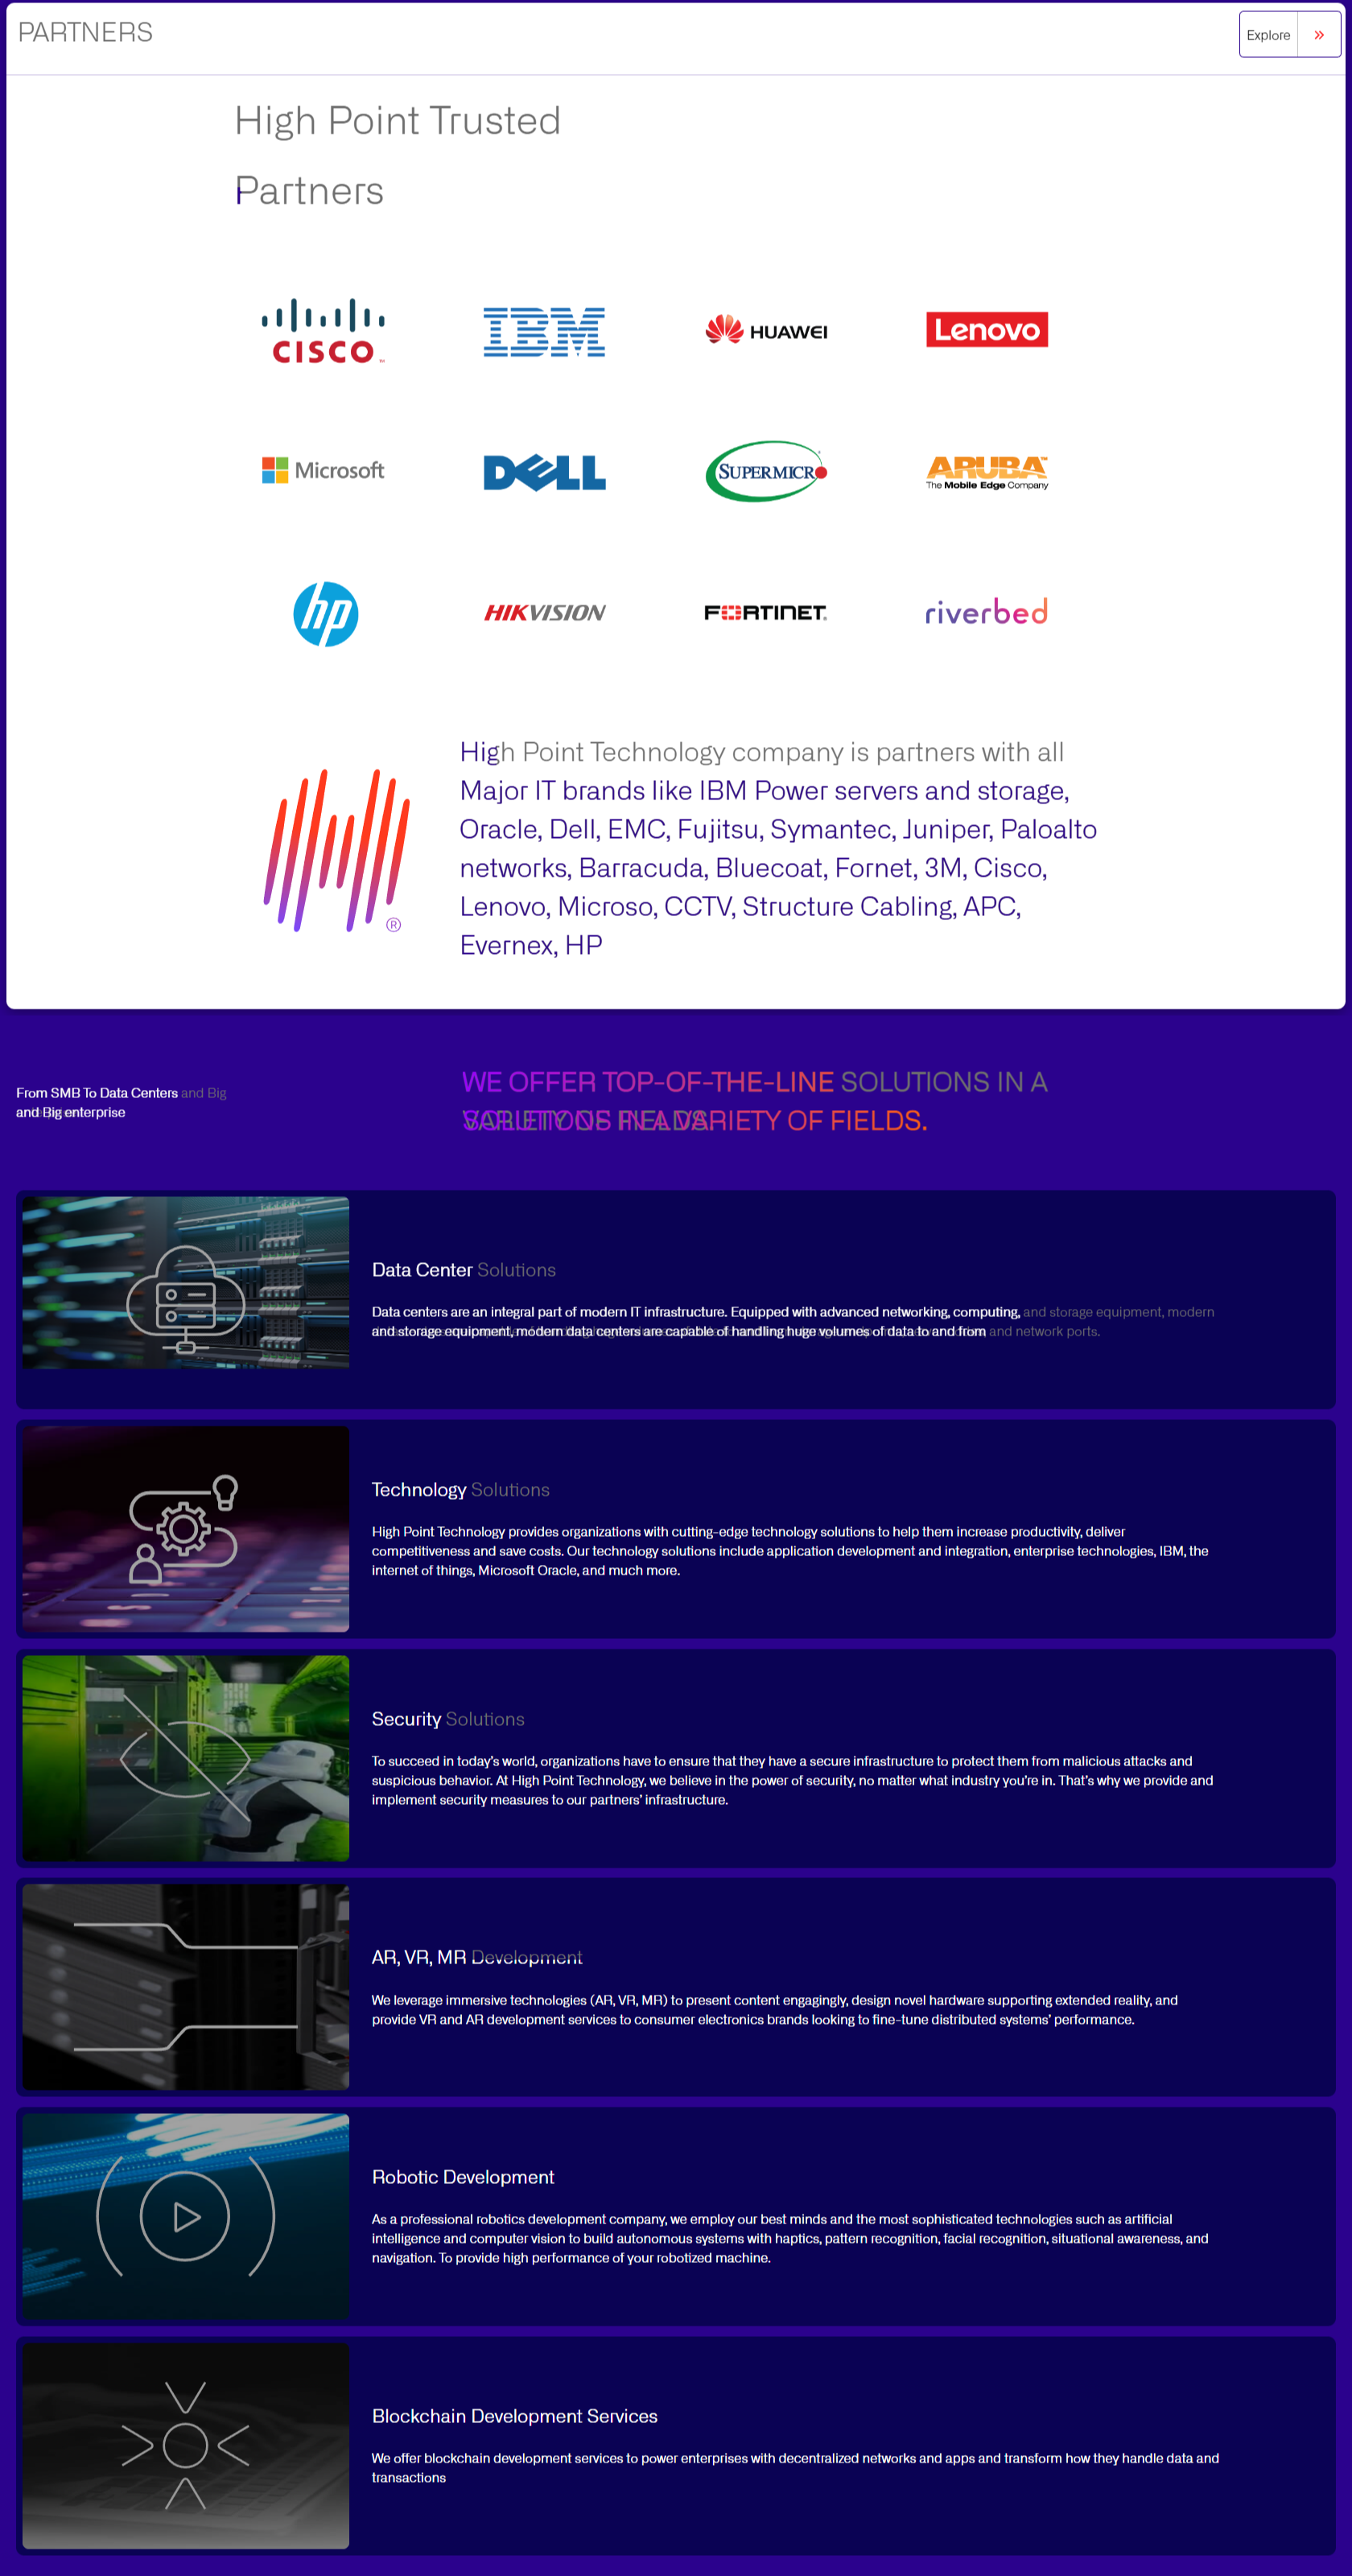 PARTNERS
Explore
High Point Trusted
Partners
CISCO
IBM
HUAWEI
Lenovo
Microsoft
DELL
SUPERMICR
ARUBA
The Mobile Edge Company
hp
HIKVISION
FORTINET
riverbed
High Point Technology company is partners with all
Major IT brands like IBM Power servers and storage,
Oracle, Dell, EMC, Fujitsu, Symantec, Juniper, Paloalto
networks, Barracuda, Bluecoat, Fornet, 3M, Cisco,
Lenovo, Microso, CCTV, Structure Cabling, APC,
Evernex, HP
®
From SMB To Data Centers and Big
and Big enterprise
WE OFFER TOP-OF-THE-LINE SOLUTIONS IN A
VARIETY OF FIELDS.
SOLUTIONS IN A VARIETY OF FIELDS.
Data Center Solutions
Data centers are an integral part of modern IT infrastructure. Equipped with advanced networking, computing, and storage equipment, modern
and storage equipment, modern data centers are capable of handling huge volumes of data to and from and network ports.
Technology Solutions
High Point Technology provides organizations with cutting-edge technology solutions to help them increase productivity, deliver
competitiveness and save costs. Our technology solutions include application development and integration, enterprise technologies, IBM, the
internet of things, Microsoft Oracle, and much more.
Security Solutions
To succeed in today's world, organizations have to ensure that they have a secure infrastructure to protect them from malicious attacks and
suspicious behavior. At High Point Technology, we believe in the power of security, no matter what industry you're in. That's why we provide and
implement security measures to our partners' infrastructure.
AR, VR, MR Development
We leverage immersive technologies (AR, VR, MR) to present content engagingly, design novel hardware supporting extended reality, and
provide VR and AR development services to consumer electronics brands looking to fine-tune distributed systems' performance.
Robotic Development
As a professional robotics development company, we employ our best minds and the most sophisticated technologies such as artificial
intelligence and computer vision to build autonomous systems with haptics, pattern recognition, facial recognition, situational awareness, and
navigation. To provide high performance of your robotized machine.
Blockchain Development Services
We offer blockchain development services to power enterprises with decentralized networks and apps and transform how they handle data and
transactions